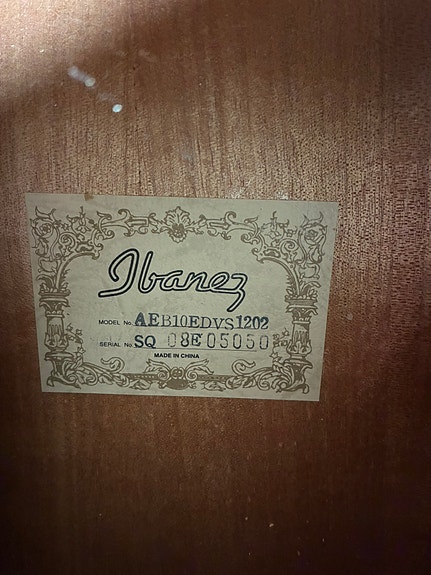 Ibanez
MODEL No. AEB10EDVS1202
SERIAL No. SQ 08E05050
MADE IN CHINA